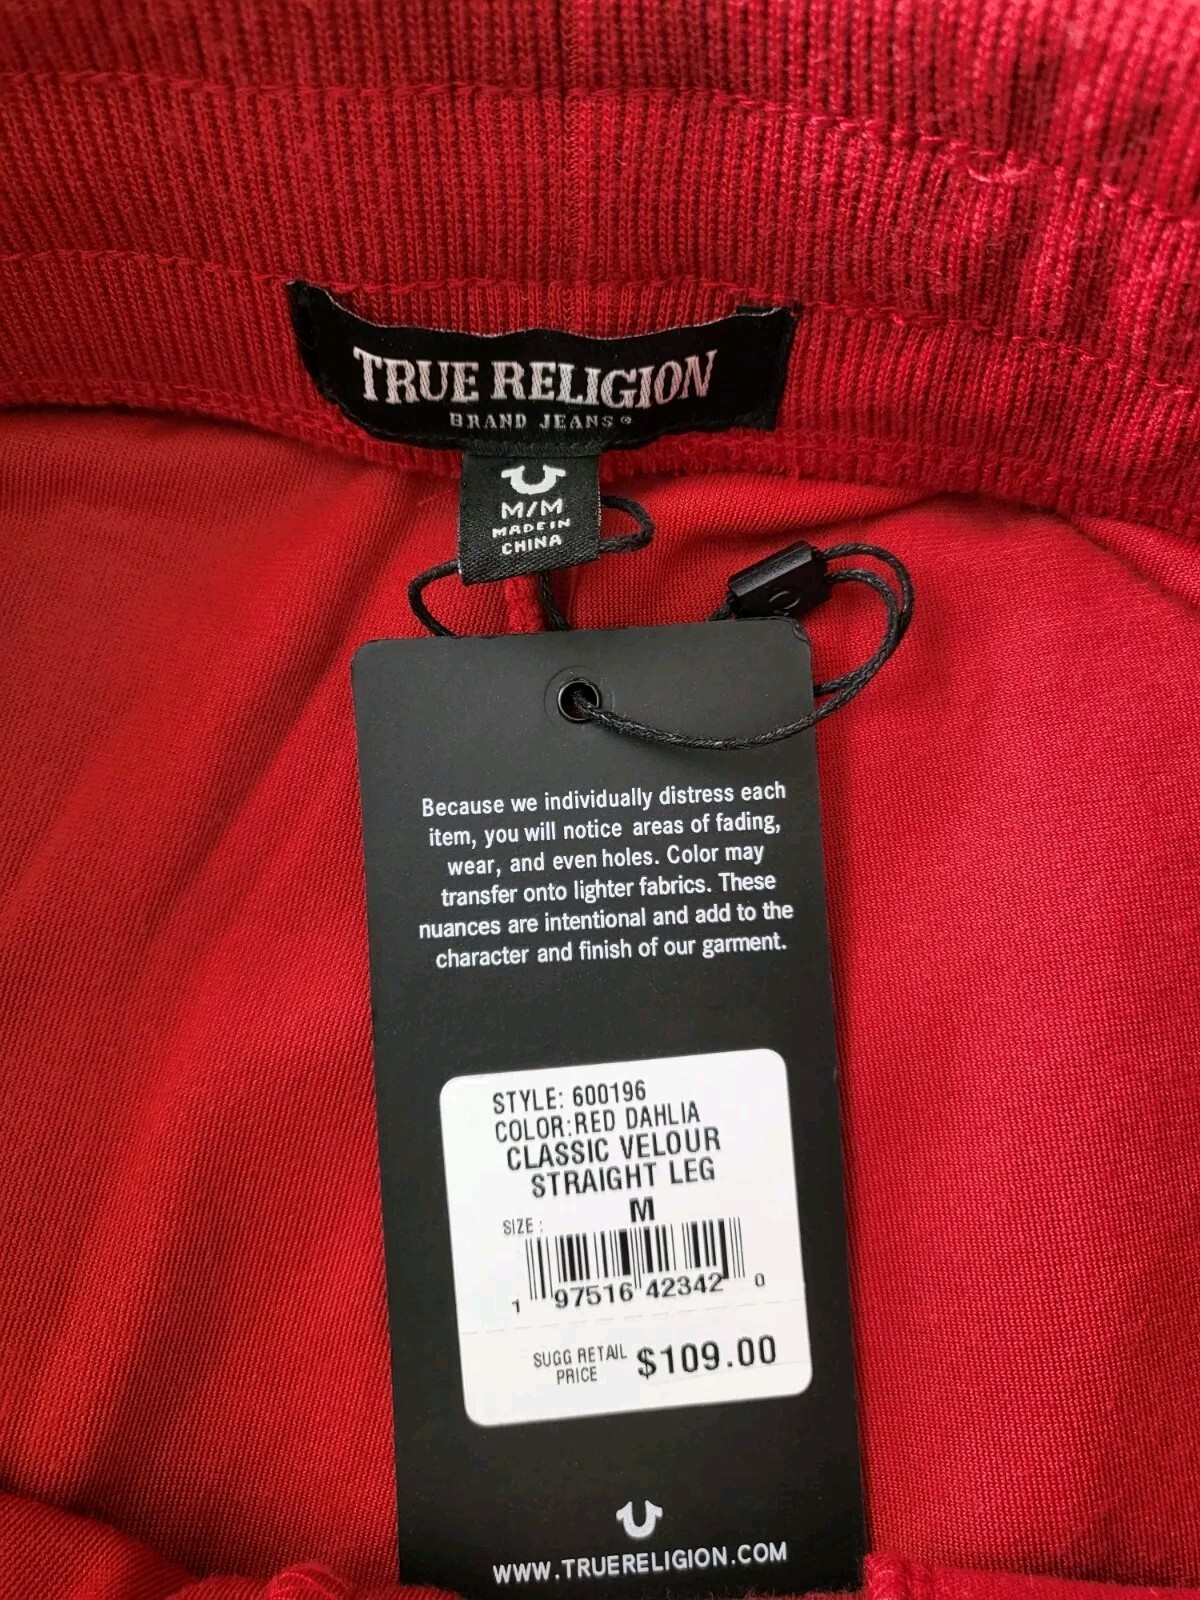 TRUE RELIGION
BRAND JEANS®
M/M
MADE IN
CHINA
Because we individually distress each
item, you will notice areas of fading,
wear, and even holes. Color may
transfer onto lighter fabrics. These
nuances are intentional and add to the
character and finish of our garment.
STYLE: 600196
COLOR:RED DAHLIA
CLASSIC VELOUR
STRAIGHT LEG
SIZE : M
1 97516 42342 0
SUGG RETAIL
PRICE $109.00
WWW.TRUERELIGION.COM